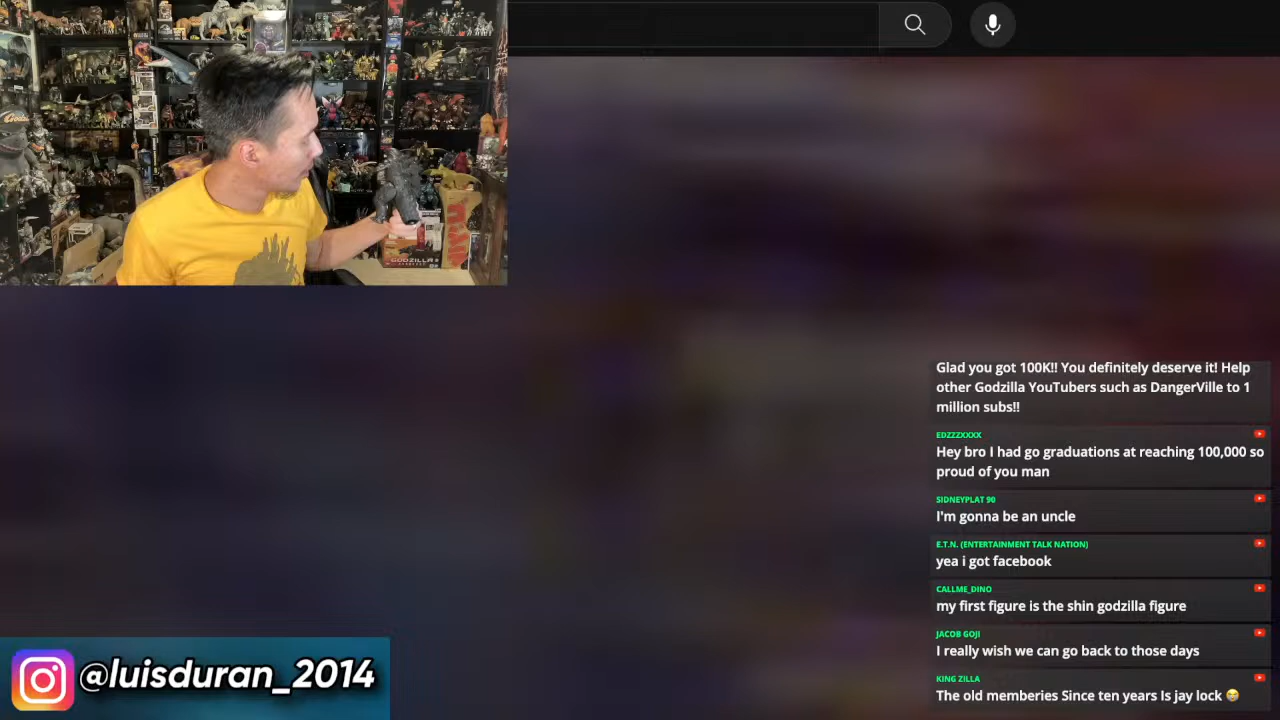 GODZILLA
Glad you got 100K!! You definitely deserve it! Help
other Godzilla YouTubers such as DangerVille to 1
million subs!!
EDZZZXXXX
Hey bro I had go graduations at reaching 100,000 so
proud of you man
SIDNEYPLAT 90
I'm gonna be an uncle
E.T.N. (ENTERTAINMENT TALK NATION)
yea i got facebook
CALLME_DINO
my first figure is the shin godzilla figure
JACOB GOJI
I really wish we can go back to those days
KING ZILLA
The old memberies Since ten years Is jay lock 😁
@luisduran_2014